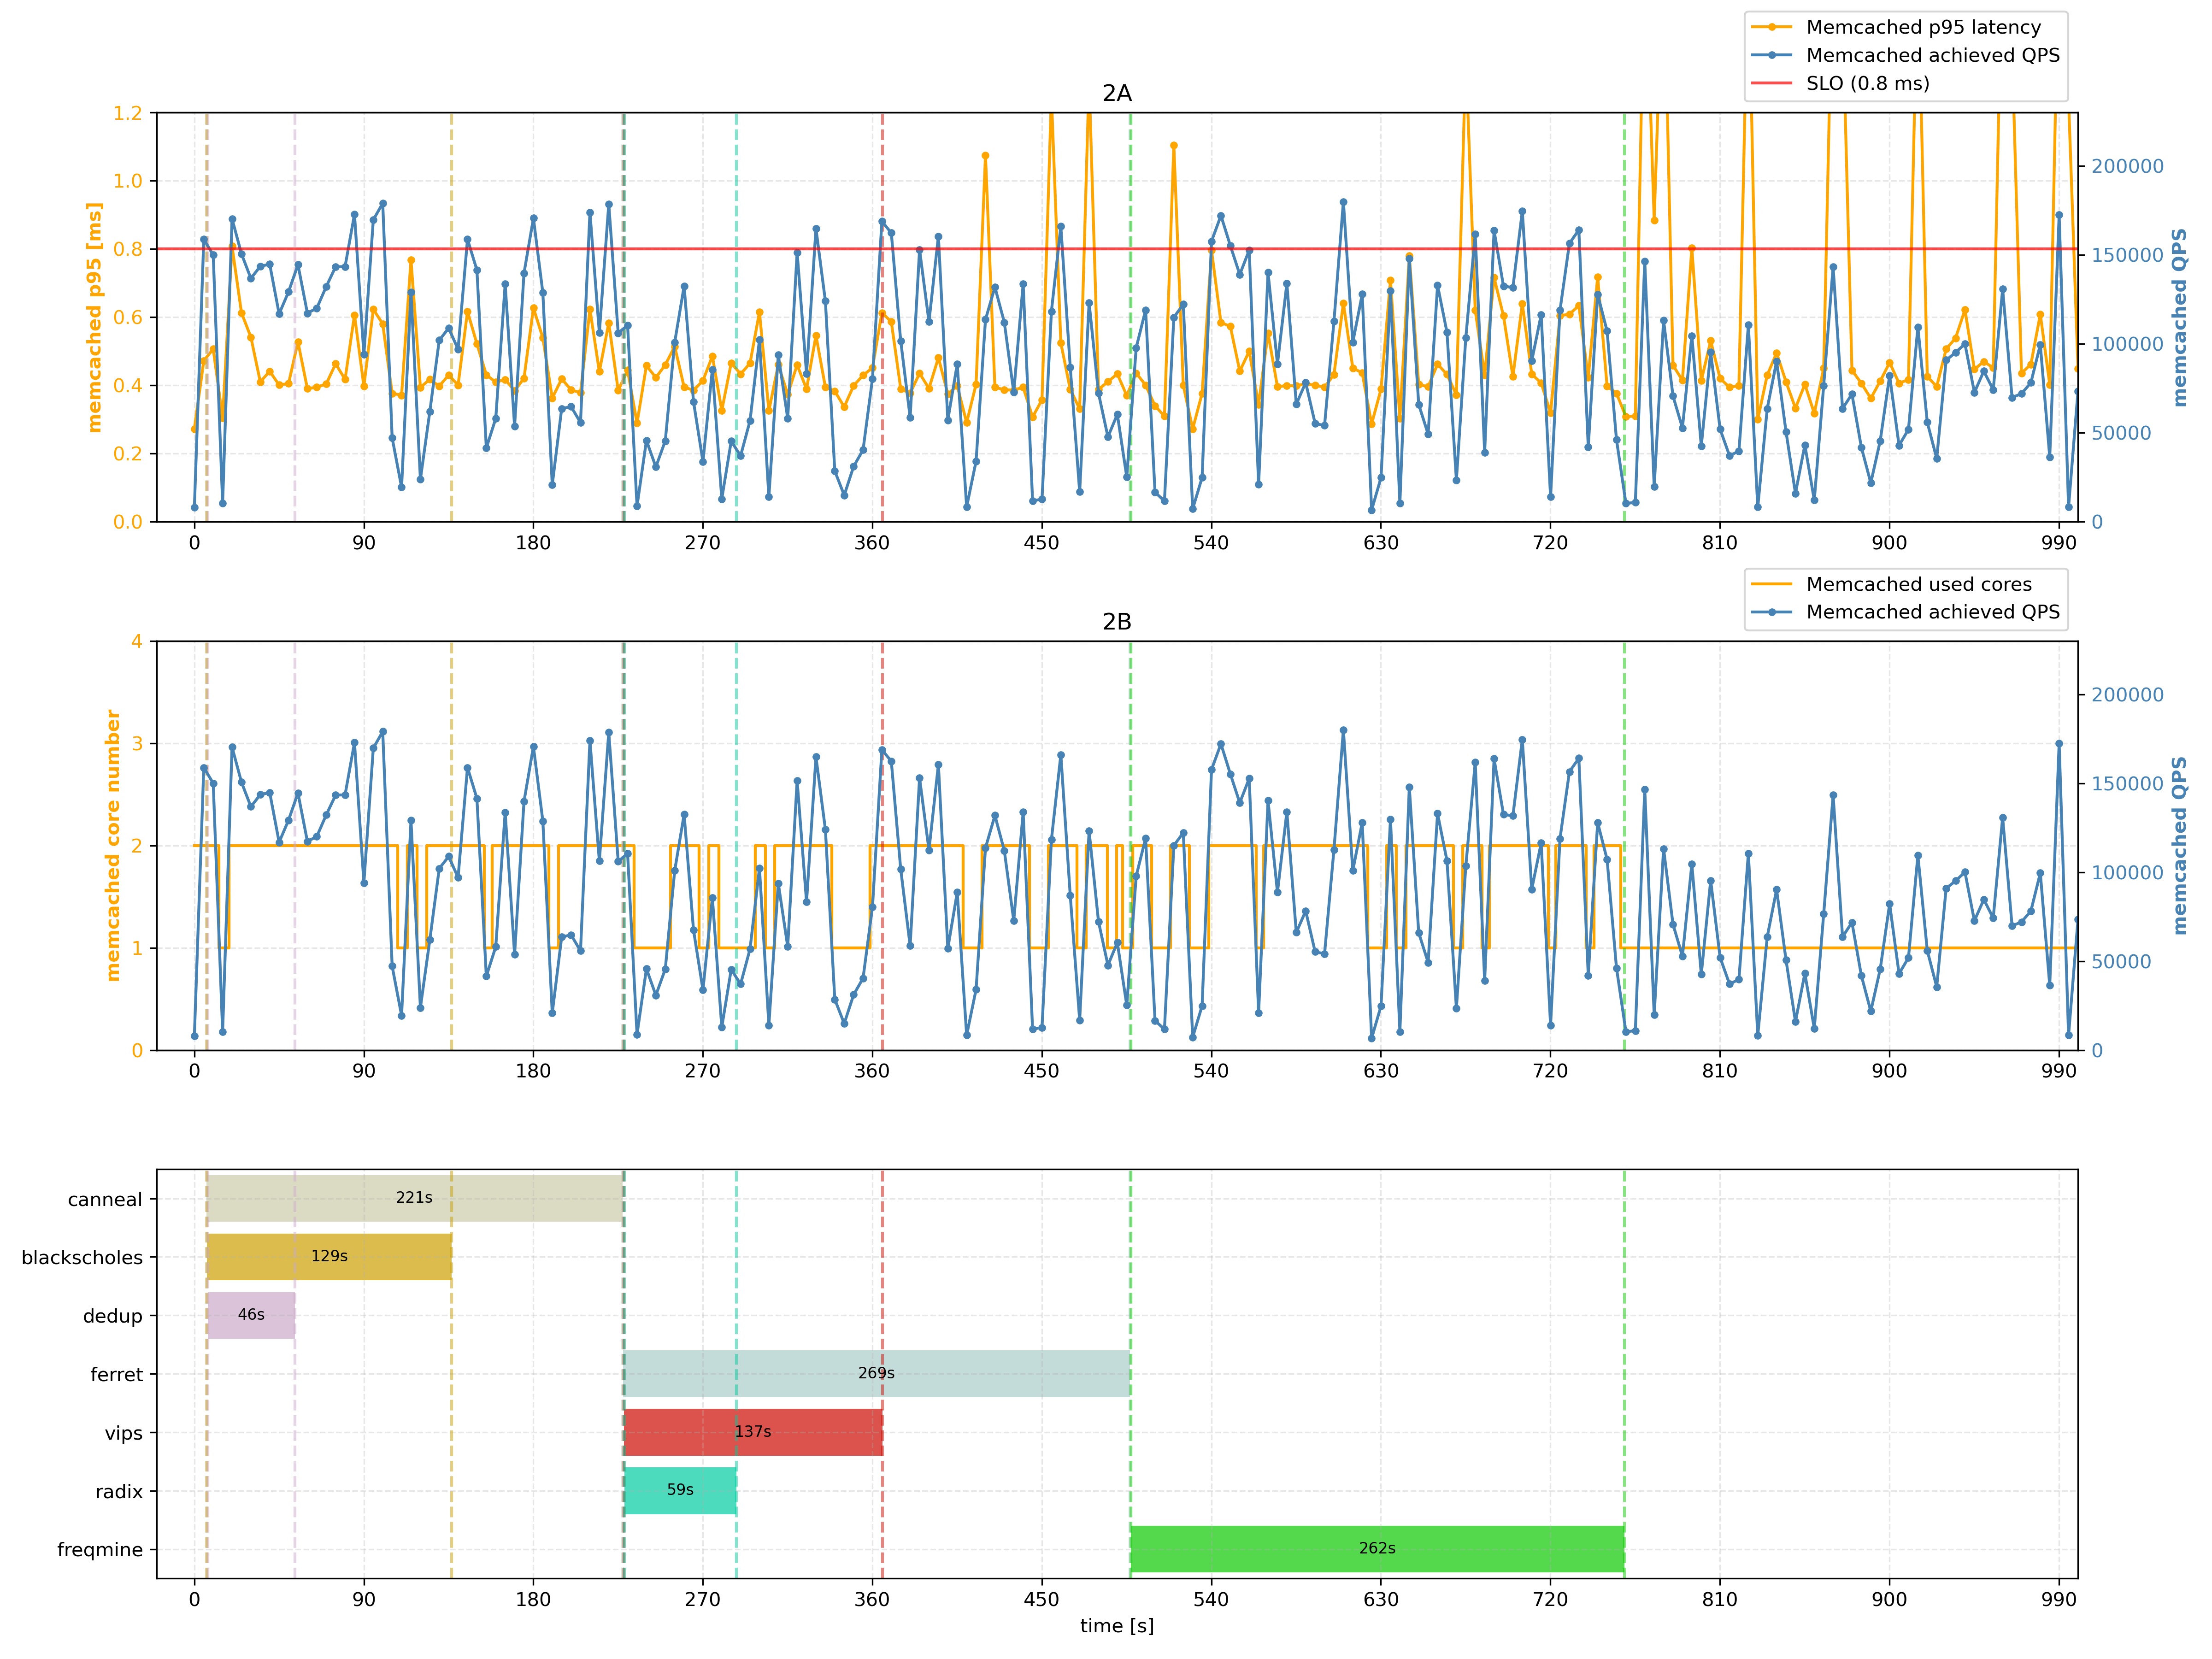 Memcached p95 latency
Memcached achieved QPS
SLO (0.8 ms)
2A
memcached p95 [ms]
1.2
1.0
0.8
0.6
0.4
0.2
0.0
200000
150000
100000
50000
0
memcached QPS
0 90 180 270 360 450 540 630 720 810 900 990
Memcached used cores
Memcached achieved QPS
2B
memcached core number
4
3
2
1
0
200000
150000
100000
50000
0
memcached QPS
0 90 180 270 360 450 540 630 720 810 900 990
canneal 221s
blackscholes 129s
dedup 46s
ferret 269s
vips 137s
radix 59s
freqmine 262s
0 90 180 270 360 450 540 630 720 810 900 990
time [s]